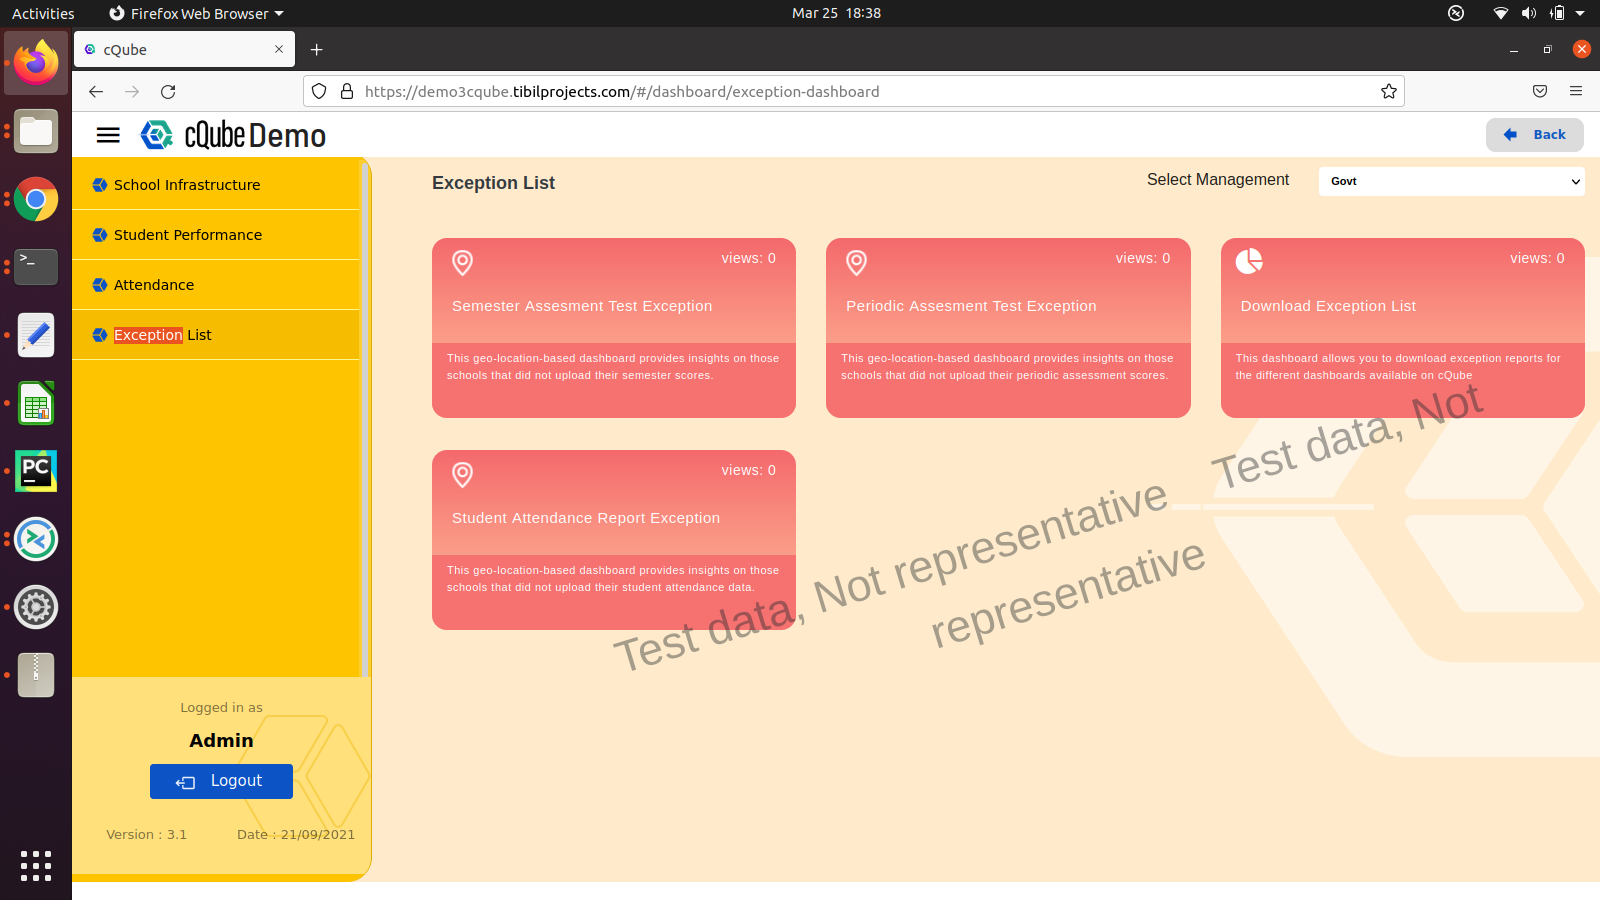 Activities
Firefox Web Browser
Mar 25 18:38
cQube
https://demo3cqube.tibilprojects.com/#/dashboard/exception-dashboard
cQube Demo
Back
School Infrastructure
Student Performance
Attendance
Exception List
Logged in as
Admin
Logout
Version : 3.1
Date : 21/09/2021
Exception List
Select Management
Govt
views: 0
Semester Assesment Test Exception
This geo-location-based dashboard provides insights on those
schools that did not upload their semester scores.
views: 0
Periodic Assesment Test Exception
This geo-location-based dashboard provides insights on those
schools that did not upload their periodic assessment scores.
views: 0
Download Exception List
This dashboard allows you to download exception reports for
the different dashboards available on cQube
views: 0
Student Attendance Report Exception
This geo-location-based dashboard provides insights on those
schools that did not upload their student attendance data.
Test data, Not representative
Test data, Not
representative
>_
PC